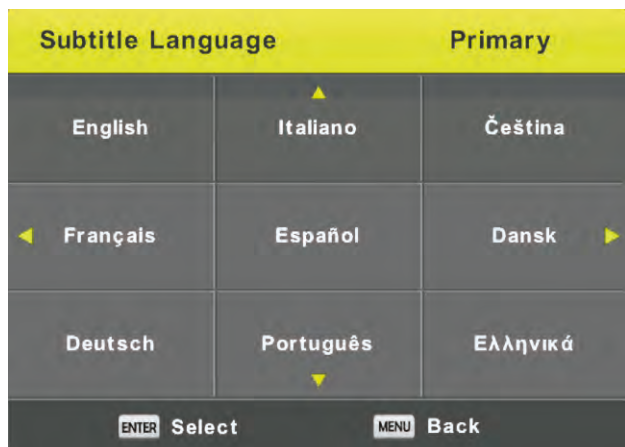 Subtitle Language Primary
English Italiano Čeština
Français Español Dansk
Deutsch Português Ελληνικά
ENTER Select MENU Back